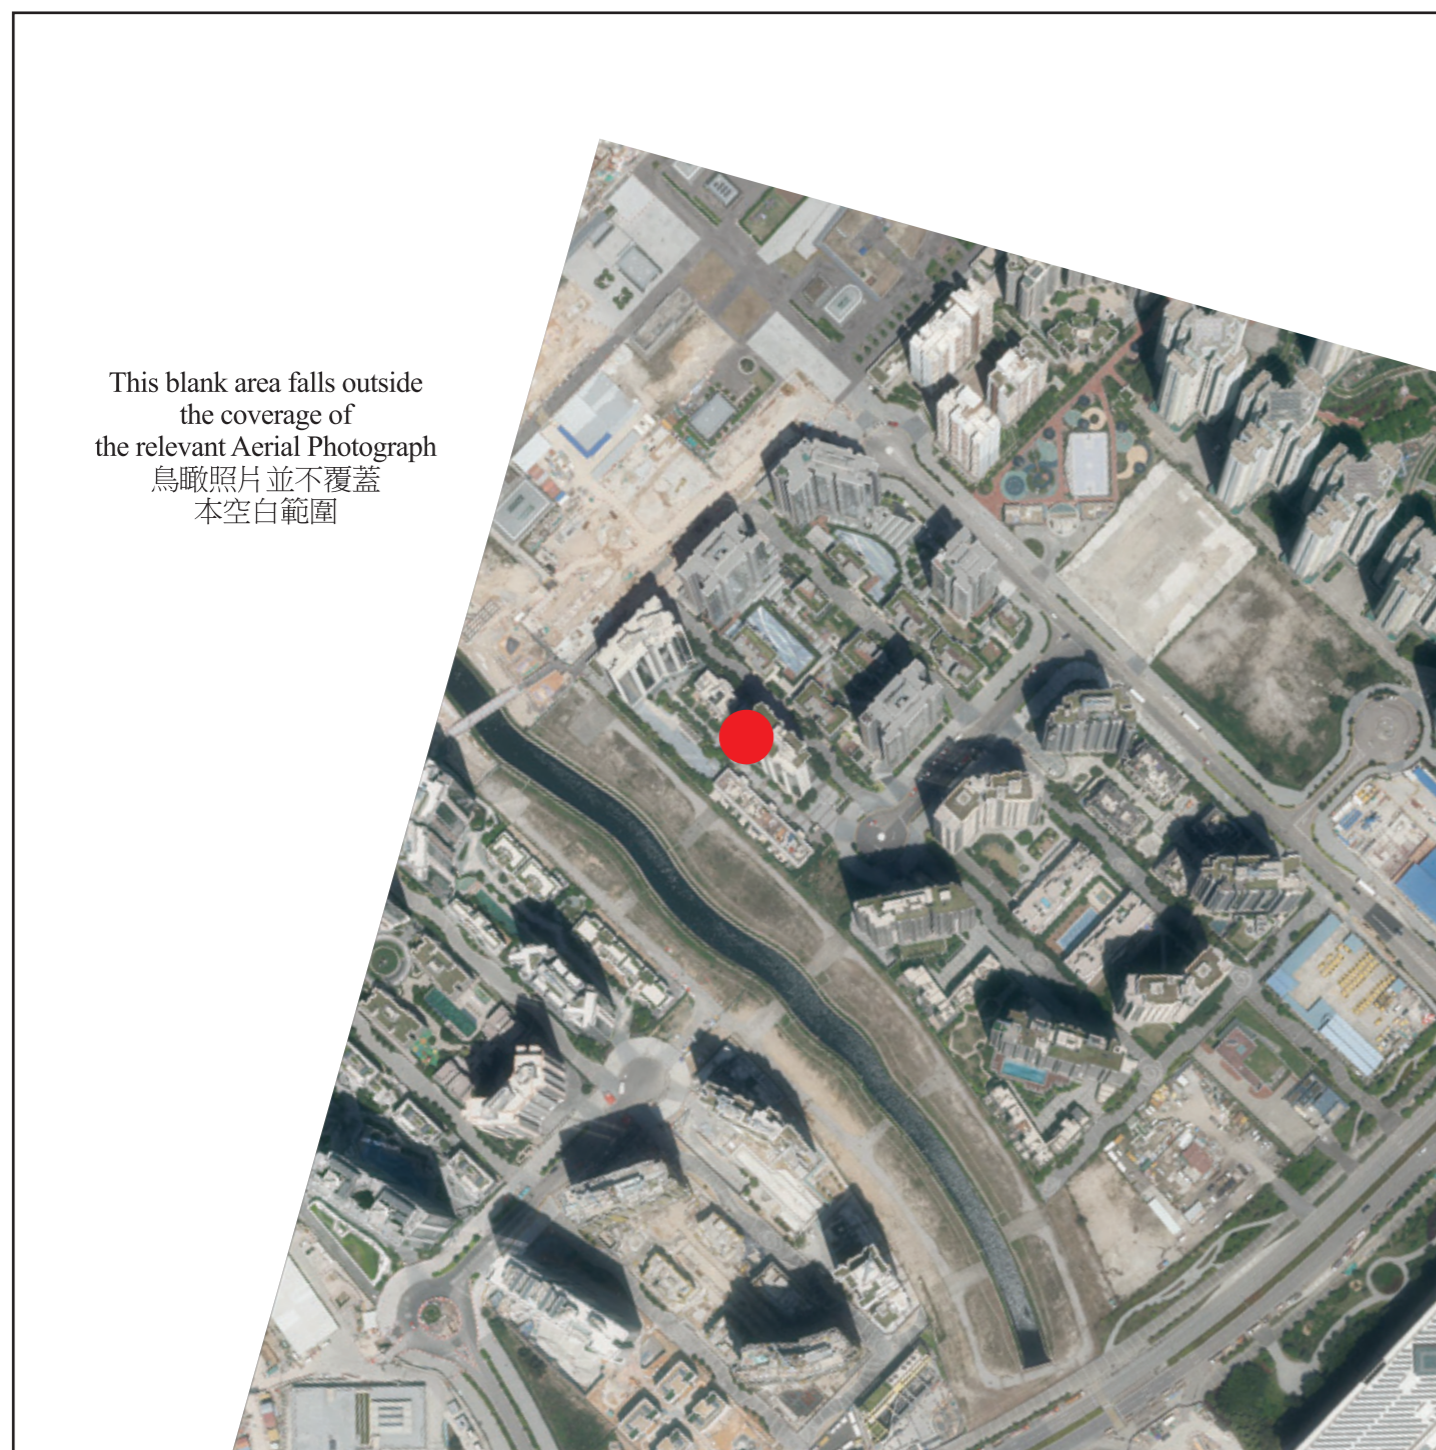 This blank area falls outside
the coverage of
the relevant Aerial Photograph
鳥瞰照片並不覆蓋
本空白範圍